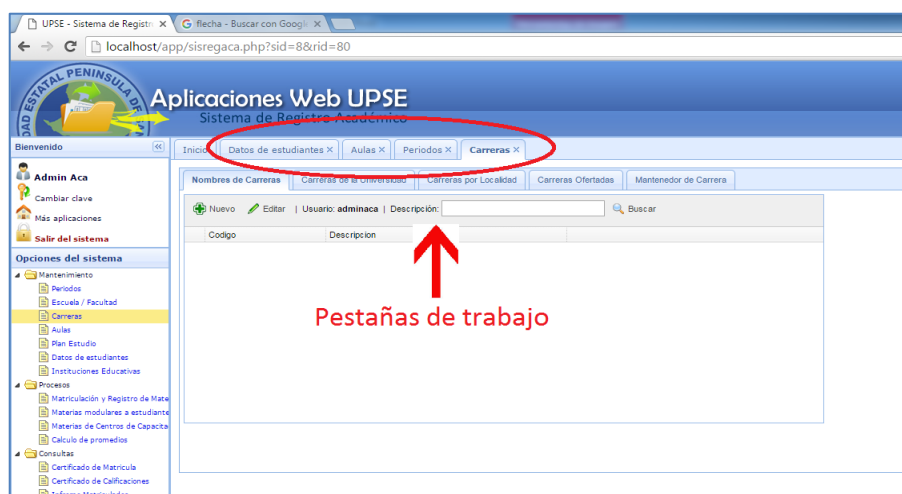 UPSE - Sistema de Registr
flecha - Buscar con Googl
localhost/app/sisregaca.php?sid=8&rid=80
Aplicaciones Web UPSE
Sistema de Registro Académico
Bienvenido
Inicio Datos de estudiantes Aulas Periodos Carreras
Admin Aca
Cambiar clave
Más aplicaciones
Salir del sistema
Nombres de Carreras Carreras de la Universidad Carreras por Localidad Carreras Ofertadas Mantenedor de Carrera
Nuevo Editar | Usuario: adminaca | Descripción: Buscar
Codigo Descripcion
Opciones del sistema
Mantenimiento
Periodos
Escuela / Facultad
Carreras
Aulas
Plan Estudio
Datos de estudiantes
Instituciones Educativas
Procesos
Matriculación y Registro de Mate
Materias modulares a estudiante
Materias de Centros de Capacita
Calculo de promedios
Consultas
Certificado de Matricula
Certificado de Calificaciones
Pestañas de trabajo